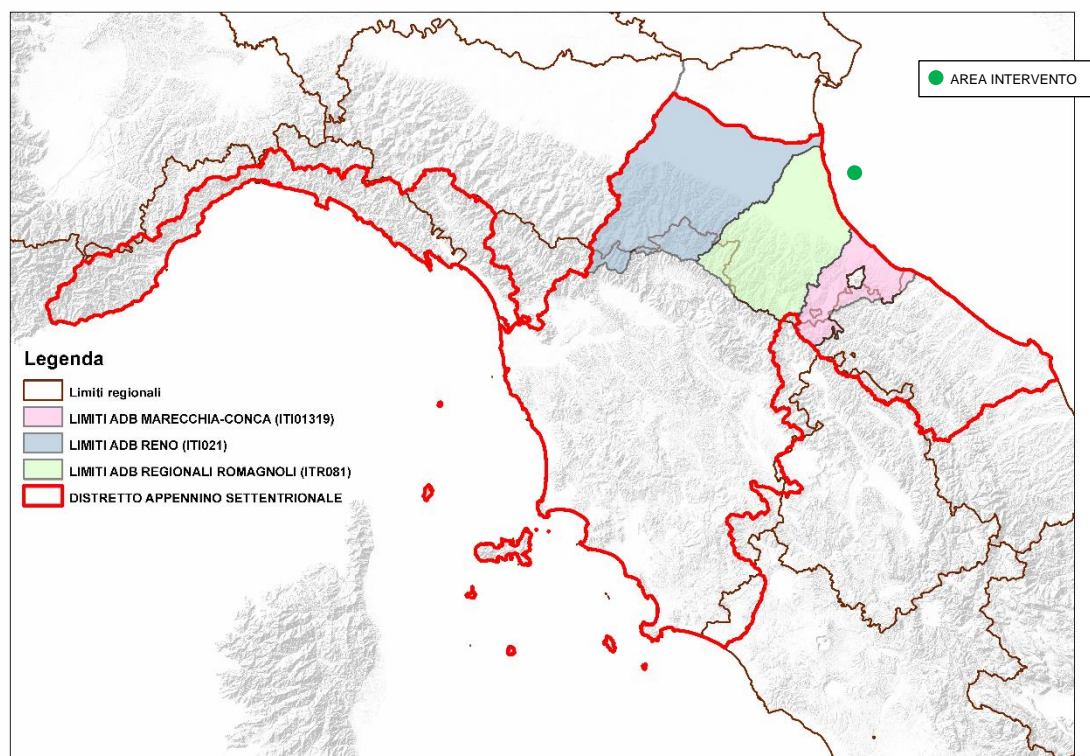 AREA INTERVENTO
Legenda
Limiti regionali
LIMITI ADB MARECCHIA-CONCA (ITI01319)
LIMITI ADB RENO (ITI021)
LIMITI ADB REGIONALI ROMAGNOLI (ITR081)
DISTRETTO APPENNINO SETTENTRIONALE